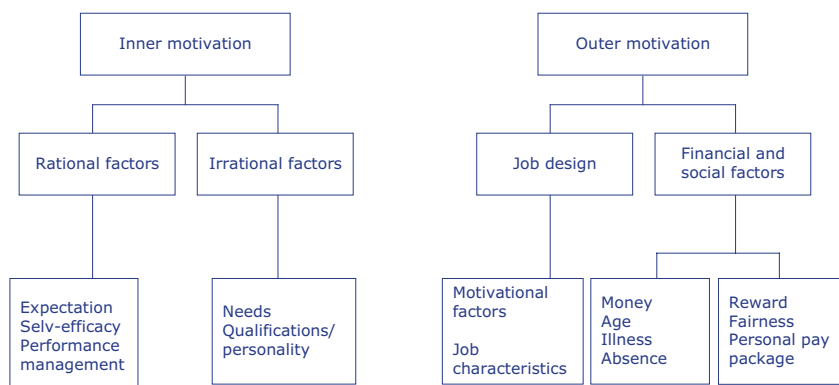 Inner motivation
Outer motivation
Rational factors
Irrational factors
Job design
Financial and
social factors
Expectation
Selv-efficacy
Performance
management
Needs
Qualifications/
personality
Motivational
factors
Job
characteristics
Money
Age
Illness
Absence
Reward
Fairness
Personal pay
package